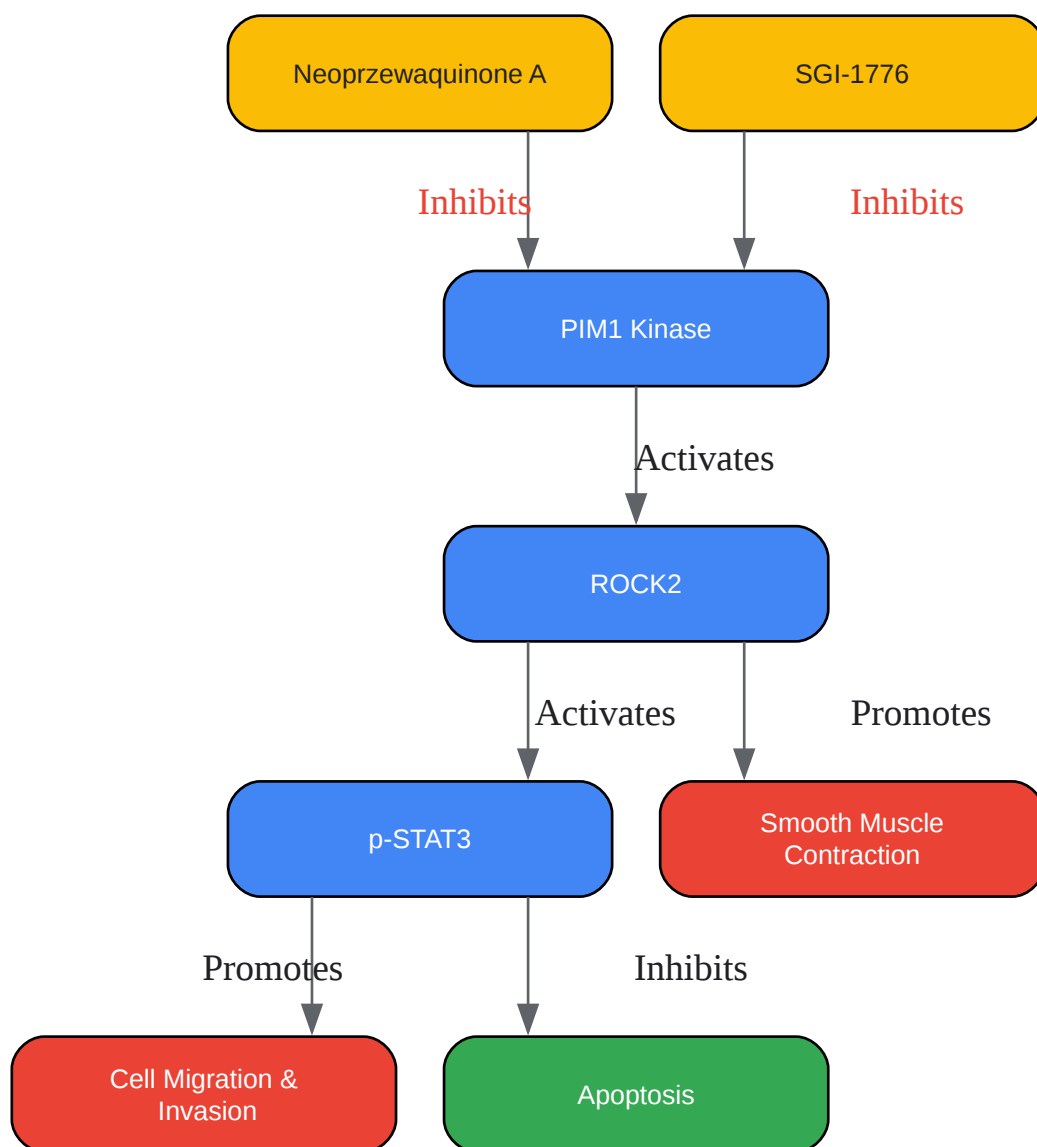 Neoprzewaquinone A
SGI-1776
Inhibits
Inhibits
PIM1 Kinase
Activates
ROCK2
Activates
Promotes
p-STAT3
Smooth Muscle
Contraction
Promotes
Inhibits
Cell Migration &
Invasion
Apoptosis